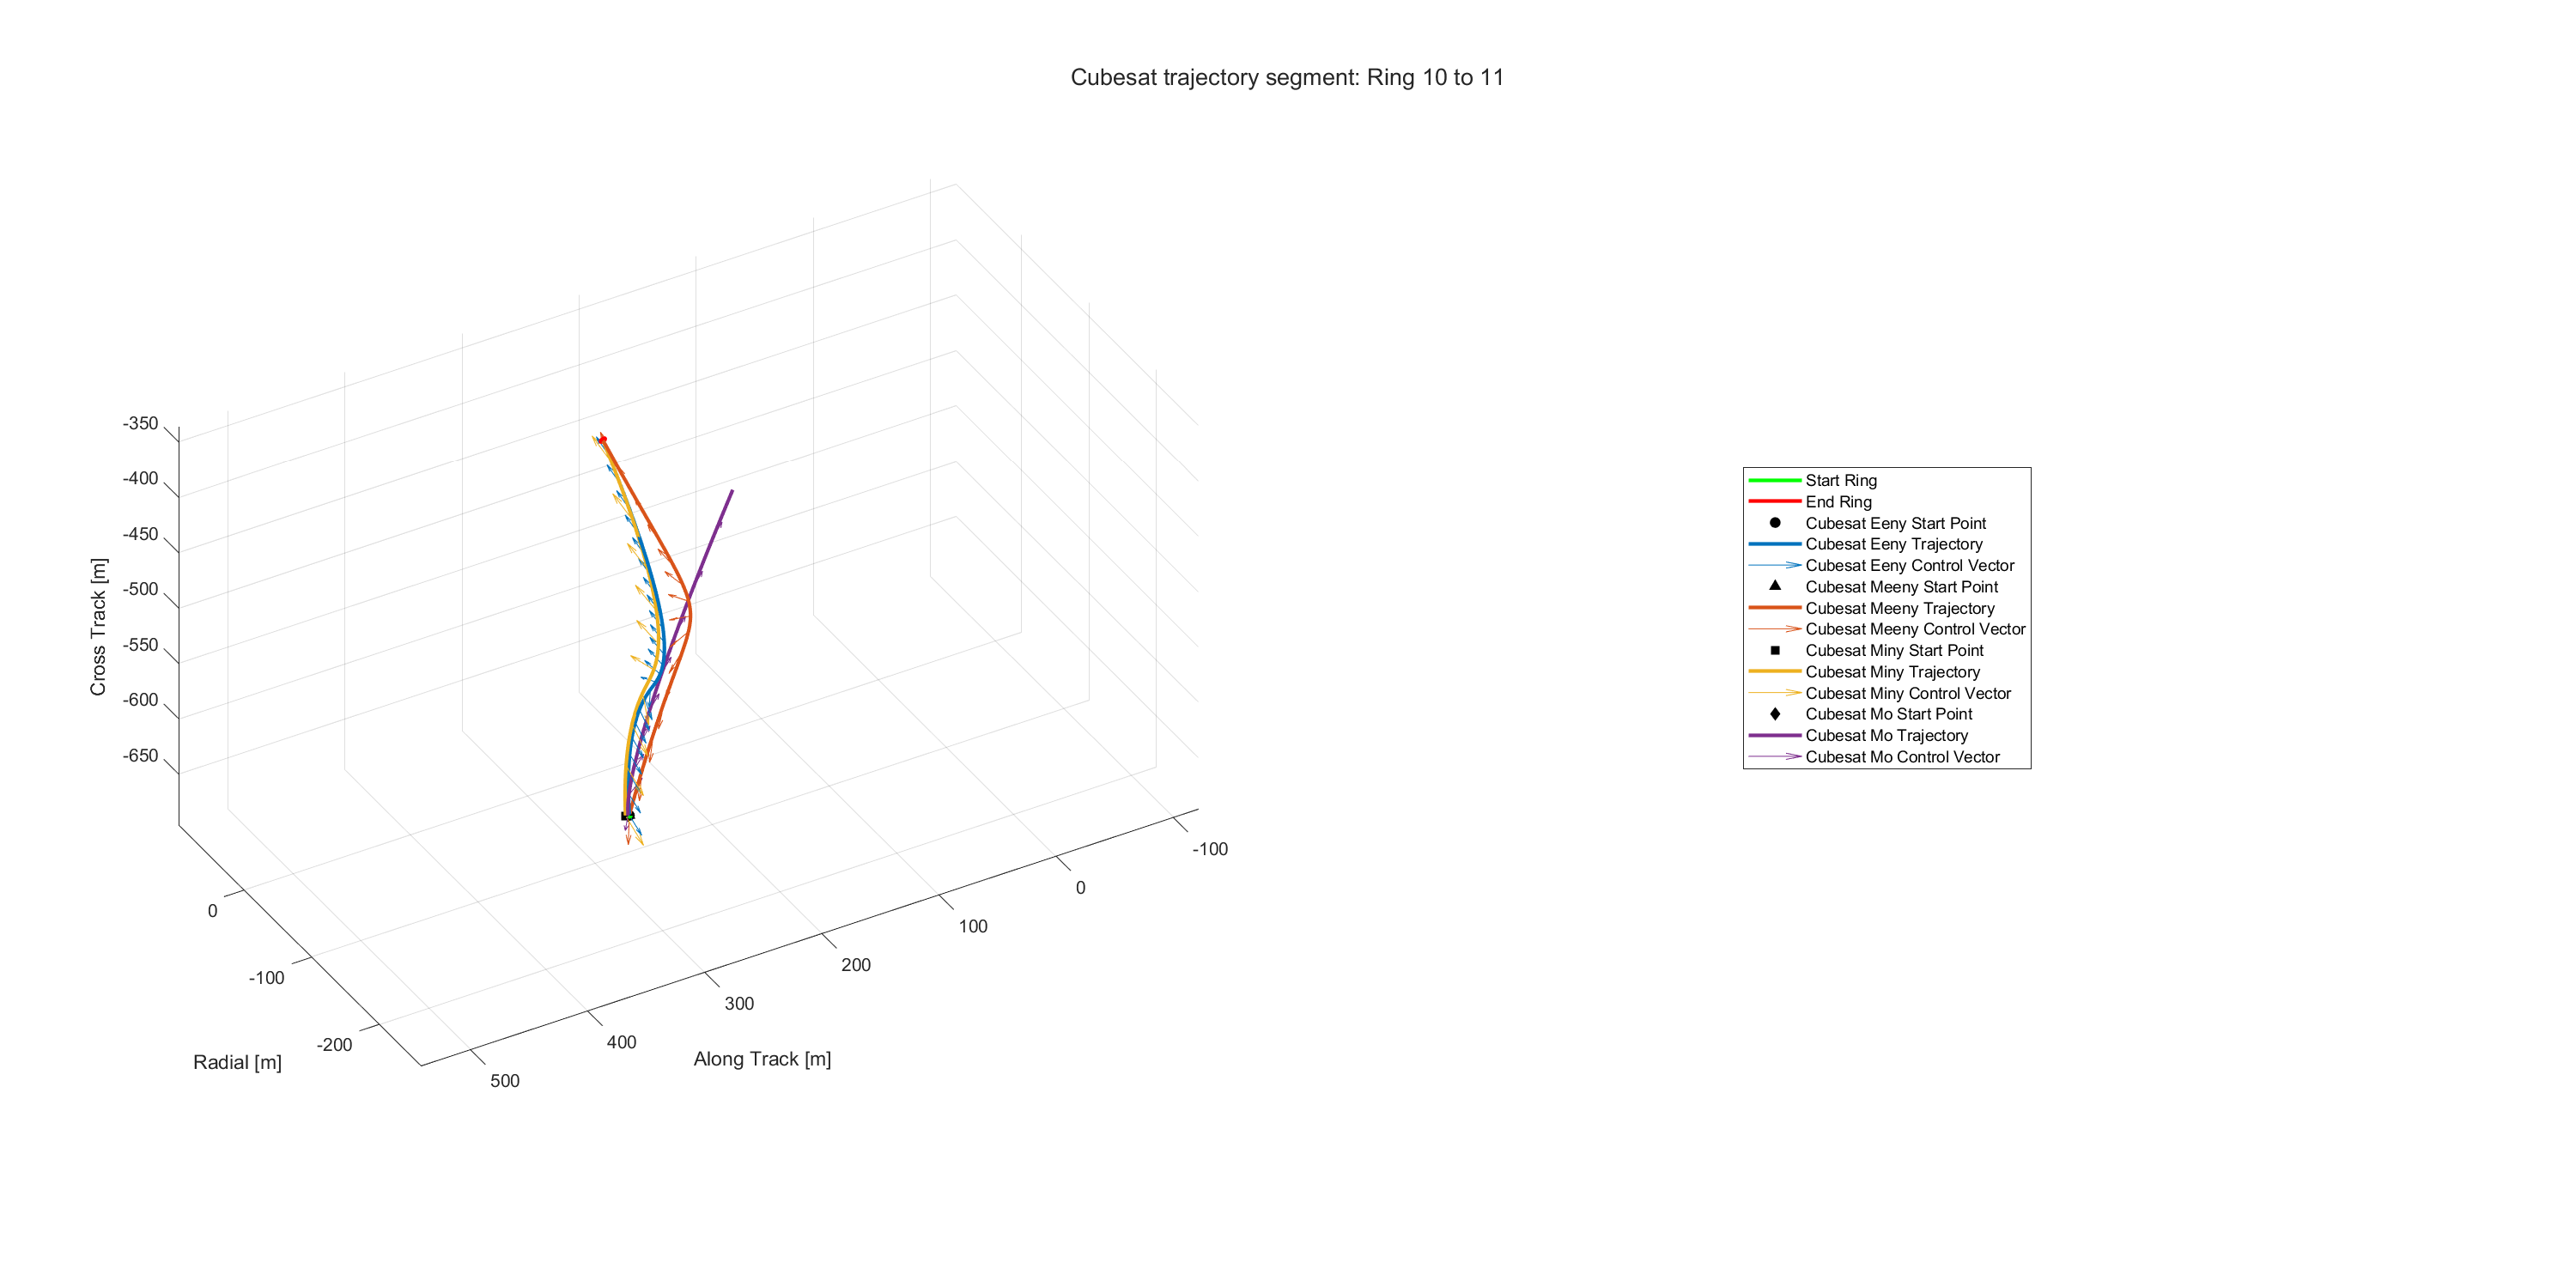 Cubesat trajectory segment: Ring 10 to 11
-350
-400
-450
-500
-550
-600
-650
Cross Track [m]
0
-100
-200
Radial [m]
500
400
300
200
100
0
-100
Along Track [m]
Start Ring
End Ring
Cubesat Eeny Start Point
Cubesat Eeny Trajectory
Cubesat Eeny Control Vector
Cubesat Meeny Start Point
Cubesat Meeny Trajectory
Cubesat Meeny Control Vector
Cubesat Miny Start Point
Cubesat Miny Trajectory
Cubesat Miny Control Vector
Cubesat Mo Start Point
Cubesat Mo Trajectory
Cubesat Mo Control Vector